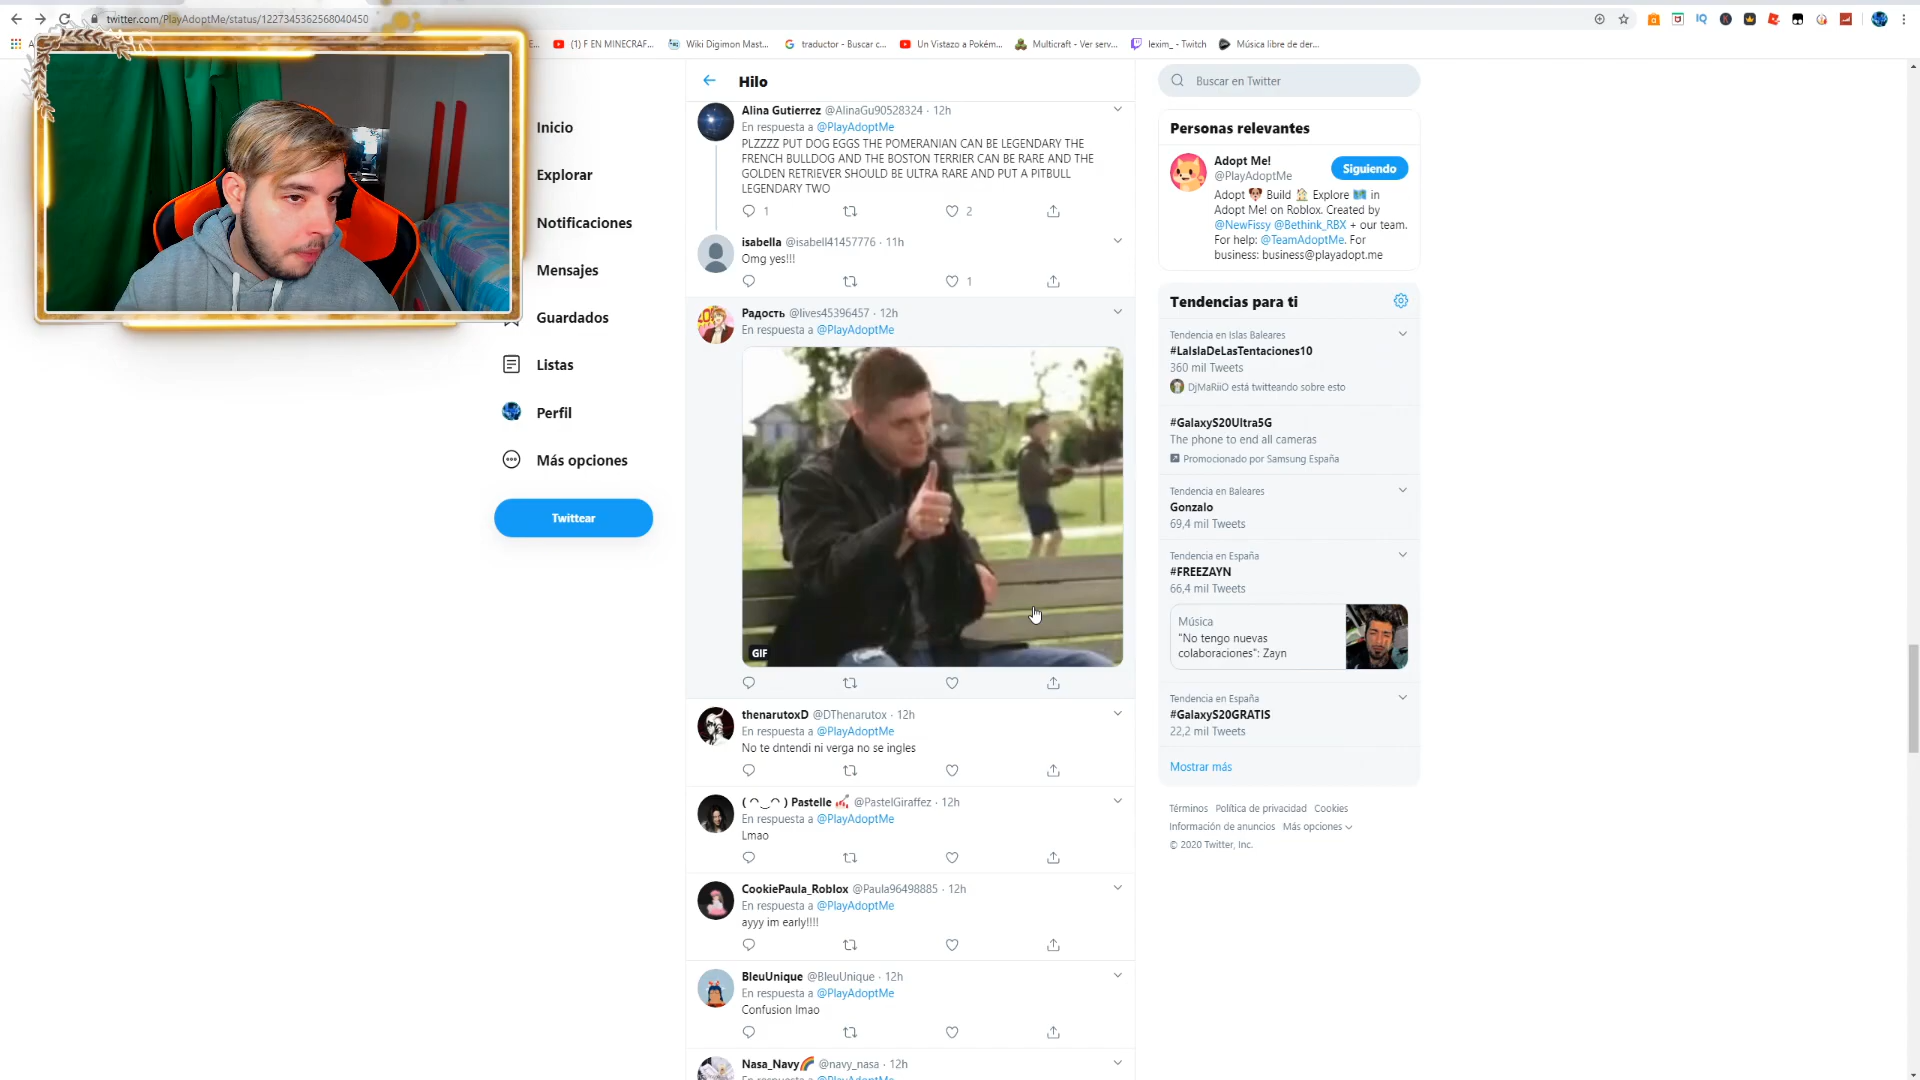 twitter.com/PlayAdoptMe/status/1227345362568040450
(1) F EN MINECRAF...
Wiki Digimon Mast...
traductor - Buscar c...
Un Vistazo a Pokém...
Multicraft - Ver serv...
lexim_ - Twitch
Música libre de der...
Inicio
Explorar
Notificaciones
Mensajes
Guardados
Listas
Perfil
Más opciones
Twittear
Hilo
Alina Gutierrez @AlinaGu90528324 · 12h
En respuesta a @PlayAdoptMe
PLZZZZ PUT DOG EGGS THE POMERANIAN CAN BE LEGENDARY THE
FRENCH BULLDOG AND THE BOSTON TERRIER CAN BE RARE AND THE
GOLDEN RETRIEVER SHOULD BE ULTRA RARE AND PUT A PITBULL
LEGENDARY TWO
1
2
isabella @isabell41457776 · 11h
Omg yes!!!
1
Радость @lives45396457 · 12h
En respuesta a @PlayAdoptMe
GIF
thenarutoxD @DThenarutox · 12h
En respuesta a @PlayAdoptMe
No te dntendi ni verga no se ingles
Pastelle @PastelGiraffez · 12h
En respuesta a @PlayAdoptMe
Lmao
CookiePaula_Roblox @Paula96498885 · 12h
En respuesta a @PlayAdoptMe
ayyy im early!!!!
BleuUnique @BleuUnique · 12h
En respuesta a @PlayAdoptMe
Confusion lmao
Nasa_Navy @navy_nasa · 12h
En respuesta a @PlayAdoptMe
Buscar en Twitter
Personas relevantes
Adopt Me!
@PlayAdoptMe
Siguiendo
Adopt Build Explore in
Adopt Me! on Roblox. Created by
@NewFissy @Bethink_RBX + our team.
For help: @TeamAdoptMe. For
business: business@playadopt.me
Tendencias para ti
Tendencia en Islas Baleares
#LaIslaDeLasTentaciones10
360 mil Tweets
DjMaRiiO está twitteando sobre esto
#GalaxyS20Ultra5G
The phone to end all cameras
Promocionado por Samsung España
Tendencia en Baleares
Gonzalo
69,4 mil Tweets
Tendencia en España
#FREEZAYN
66,4 mil Tweets
Música
"No tengo nuevas
colaboraciones": Zayn
Tendencia en España
#GalaxyS20GRATIS
22,2 mil Tweets
Mostrar más
Términos Política de privacidad Cookies
Información de anuncios Más opciones
© 2020 Twitter, Inc.